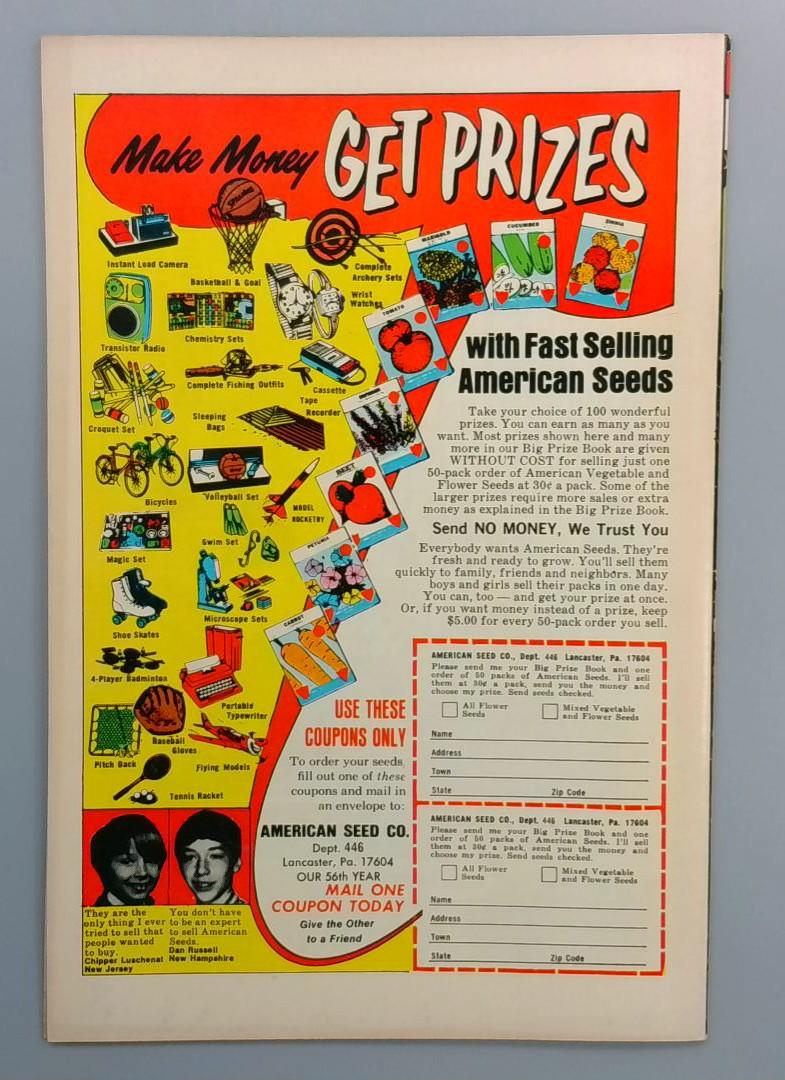 Make Money GET PRIZES
Instant Load Camera
Basketball & Goal
Complete
Archery Sets
Wrist
Watches
Transistor Radio
Chemistry Sets
Complete Fishing Outfits
Cassette
Tape
Recorder
Croquet Set
Sleeping
Bags
Bicycles
Volleyball Set
MODEL
ROCKETRY
Swim Set
Magic Set
Microscope Sets
Shoe Skates
4-Player Badminton
Portable
Typewriter
Baseball
Gloves
Pitch Back
Flying Models
Tennis Racket
MARIGOLD
CUCUMBER
ZINNIA
TOMATO
BEET
PETUNIA
CARROT
with Fast Selling
American Seeds
Take your choice of 100 wonderful
prizes. You can earn as many as you
want. Most prizes shown here and many
more in our Big Prize Book are given
WITHOUT COST for selling just one
50-pack order of American Vegetable and
Flower Seeds at 30¢ a pack. Some of the
larger prizes require more sales or extra
money as explained in the Big Prize Book.
Send NO MONEY, We Trust You
Everybody wants American Seeds. They're
fresh and ready to grow. You'll sell them
quickly to family, friends and neighbors. Many
boys and girls sell their packs in one day.
You can, too — and get your prize at once.
Or, if you want money instead of a prize, keep
$5.00 for every 50-pack order you sell.
USE THESE
COUPONS ONLY
To order your seeds,
fill out one of these
coupons and mail in
an envelope to:
AMERICAN SEED CO.
Dept. 446
Lancaster, Pa. 17604
OUR 56th YEAR
MAIL ONE
COUPON TODAY
Give the Other
to a Friend
They are the
only thing I ever
tried to sell that
people wanted
to buy.
Chipper Luschenat
New Jersey
You don't have
to be an expert
to sell American
Seeds.
Dan Russell
New Hampshire
AMERICAN SEED CO., Dept. 446 Lancaster, Pa. 17604
Please send me your Big Prize Book and one
order of 50 packs of American Seeds. I'll sell
them at 30¢ a pack, send you the money and
choose my prize. Send seeds checked.
All Flower
Seeds
Mixed Vegetable
and Flower Seeds
Name
Address
Town
State Zip Code
AMERICAN SEED CO., Dept. 446 Lancaster, Pa. 17604
Please send me your Big Prize Book and one
order of 50 packs of American Seeds. I'll sell
them at 30¢ a pack, send you the money and
choose my prize. Send seeds checked.
All Flower
Seeds
Mixed Vegetable
and Flower Seeds
Name
Address
Town
State Zip Code